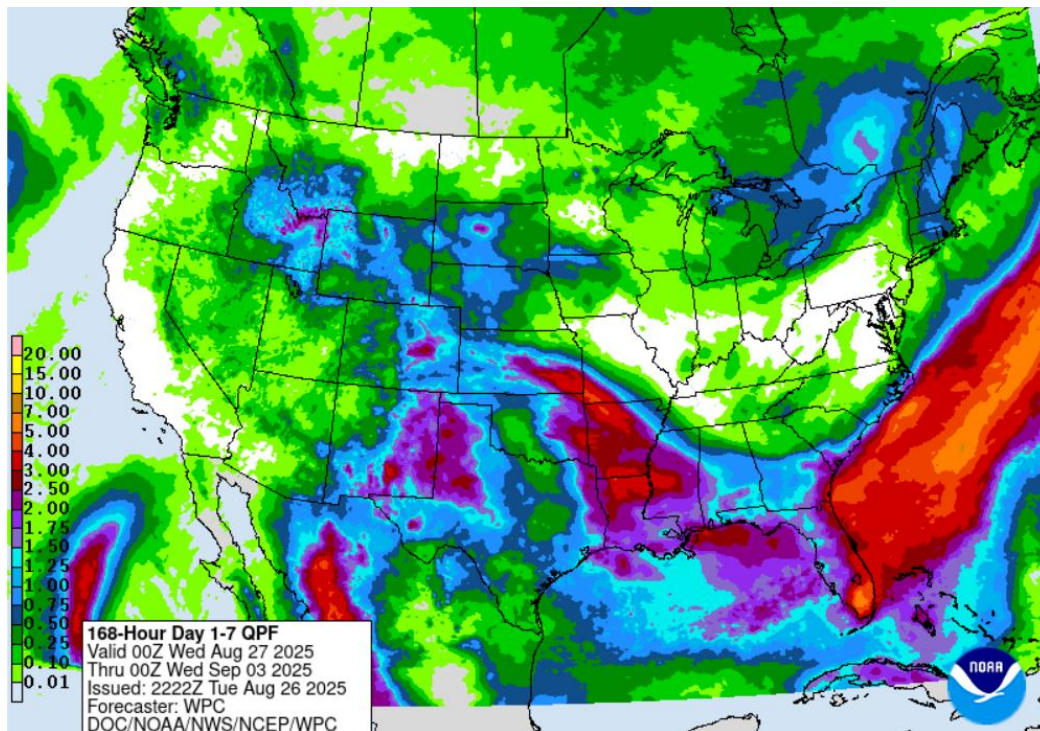 20.00
15.00
10.00
7.00
5.00
4.00
3.00
2.50
2.00
1.75
1.50
1.25
1.00
0.75
0.50
0.25
0.10
0.01
168-Hour Day 1-7 QPF
Valid 00Z Wed Aug 27 2025
Thru 00Z Wed Sep 03 2025
Issued: 2222Z Tue Aug 26 2025
Forecaster: WPC
DOC/NOAA/NWS/NCEP/WPC
NOAA